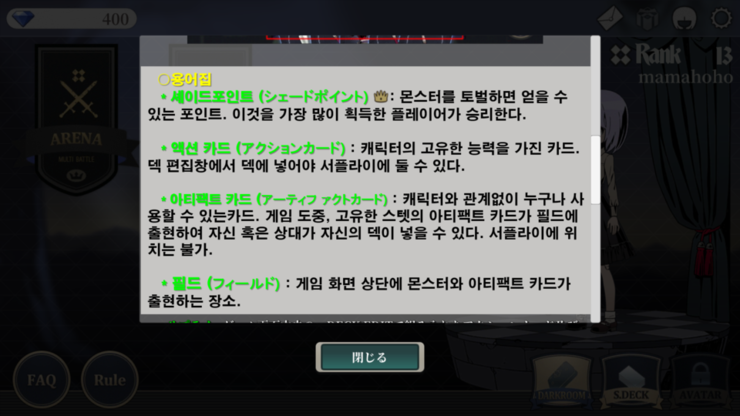 400
Rank 13
mamahoho
ARENA
○용어집
• 셰이드포인트 (シェードポイント) : 몬스터를 토벌하면 얻을 수
있는 포인트. 이것을 가장 많이 획득한 플레이어가 승리한다.
• 액션 카드 (アクションカード) : 캐릭터의 고유한 능력을 가진 카드.
덱 편집창에서 덱에 넣어야 서플라이에 둘 수 있다.
• 아티팩트 카드 (アーティファクトカード) : 캐릭터와 관계없이 누구나 사
용할 수 있는카드. 게임 도중, 고유한 스텟의 아티팩트 카드가 필드에
출현하여 자신 혹은 상대가 자신의 덱이 넣을 수 있다. 서플라이에 위
치는 불가.
• 필드 (フィールド) : 게임 화면 상단에 몬스터와 아티팩트 카드가
출현하는 장소.
閉じる
FAQ
Rule
DARKROOM
S.DECK
AVATAR